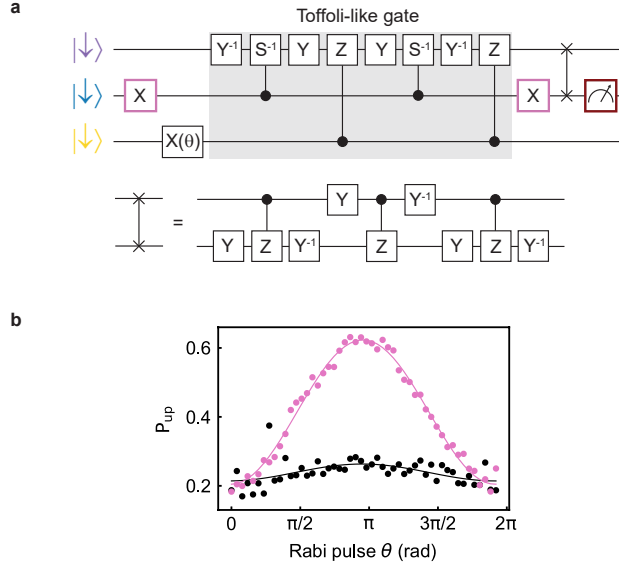 a
Toffoli-like gate
|↓⟩ Y⁻¹ S⁻¹ Y Z Y S⁻¹ Y⁻¹ Z
|↓⟩ X X
|↓⟩ X(θ)
= Y Y⁻¹
Y Z Y⁻¹ Z Y Z Y⁻¹
b
P_up
0.6
0.4
0.2
0 π/2 π 3π/2 2π
Rabi pulse θ (rad)